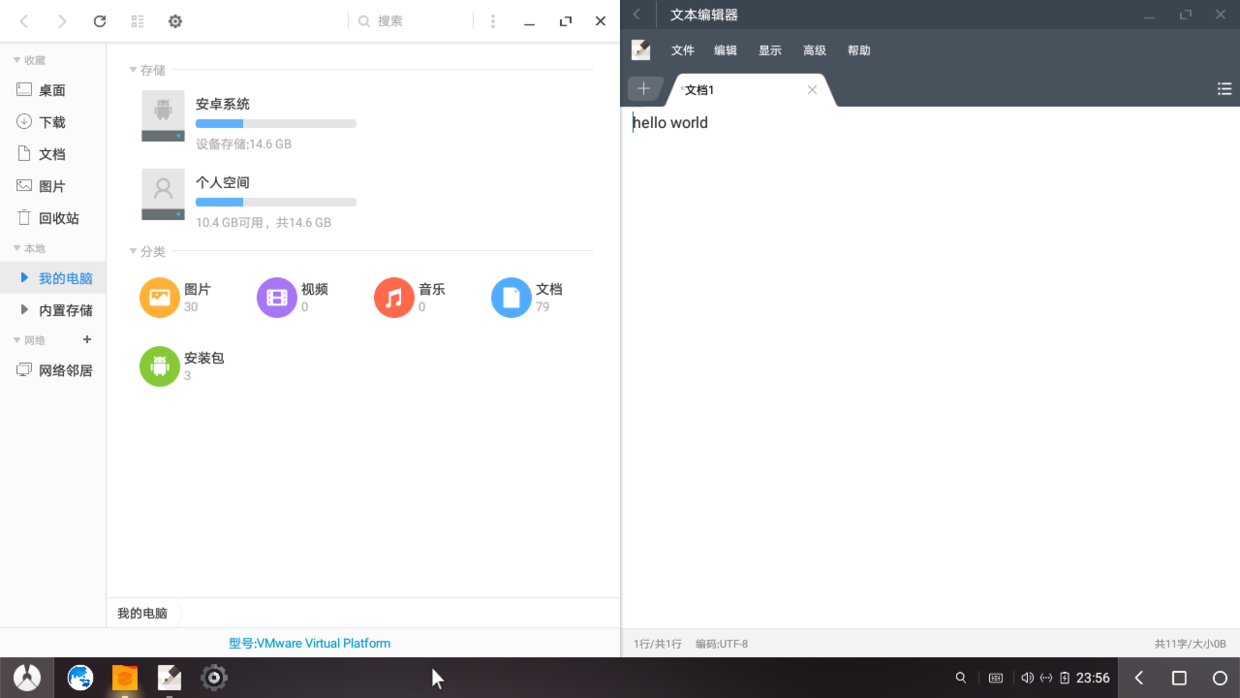 搜索
收藏
桌面
下载
文档
图片
回收站
本地
我的电脑
内置存储
网络
网络邻居
存储
安卓系统
设备存储:14.6 GB
个人空间
10.4 GB可用，共14.6 GB
分类
图片
30
视频
0
音乐
0
文档
79
安装包
3
我的电脑
型号:VMware Virtual Platform
文本编辑器
文件 编辑 显示 高级 帮助
*文档1
hello world
1行/共1行 编码:UTF-8 共11字/大小0B
23:56